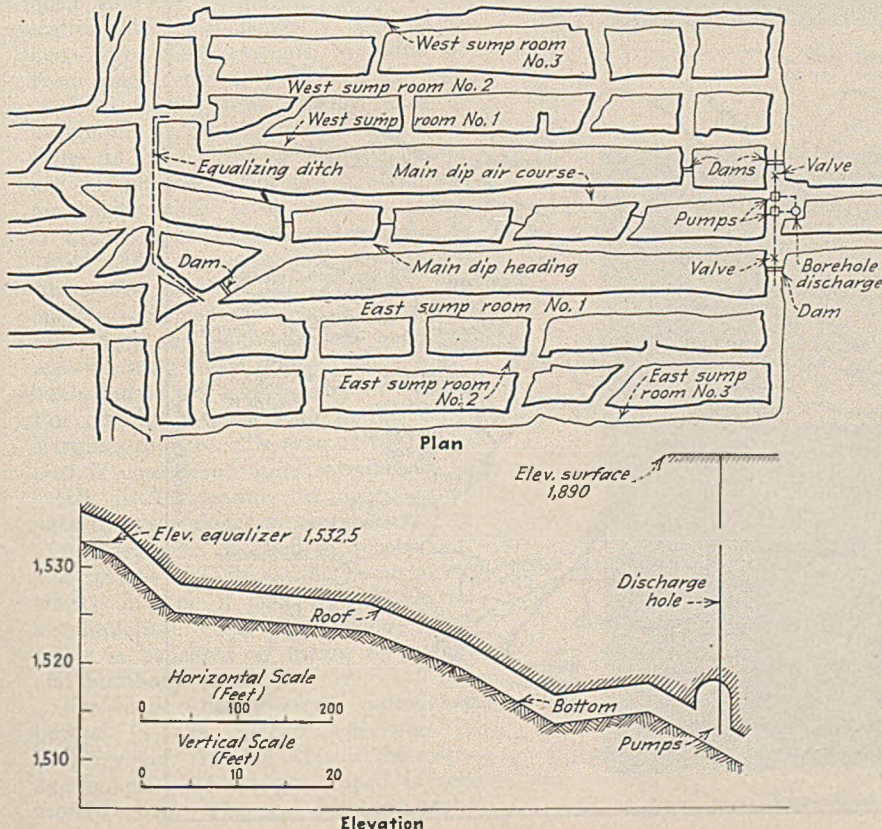 West sump room
No.3
West sump room No.2
West sump room No.1
Equalizing ditch
Main dip air course
Dams
Valve
Pumps
Dam
Main dip heading
Valve
Borehole
discharge
Dam
East sump room No.1
East sump room
No.2
East sump
room No.3
Plan
Elev. surface
1,890
Elev. equalizer 1,532.5
1,530
Discharge
hole
Roof
1,520
Horizontal Scale
(Feet)
0 100 200
Bottom
Vertical Scale
(Feet)
1,510
Pumps
0 10 20
Elevation